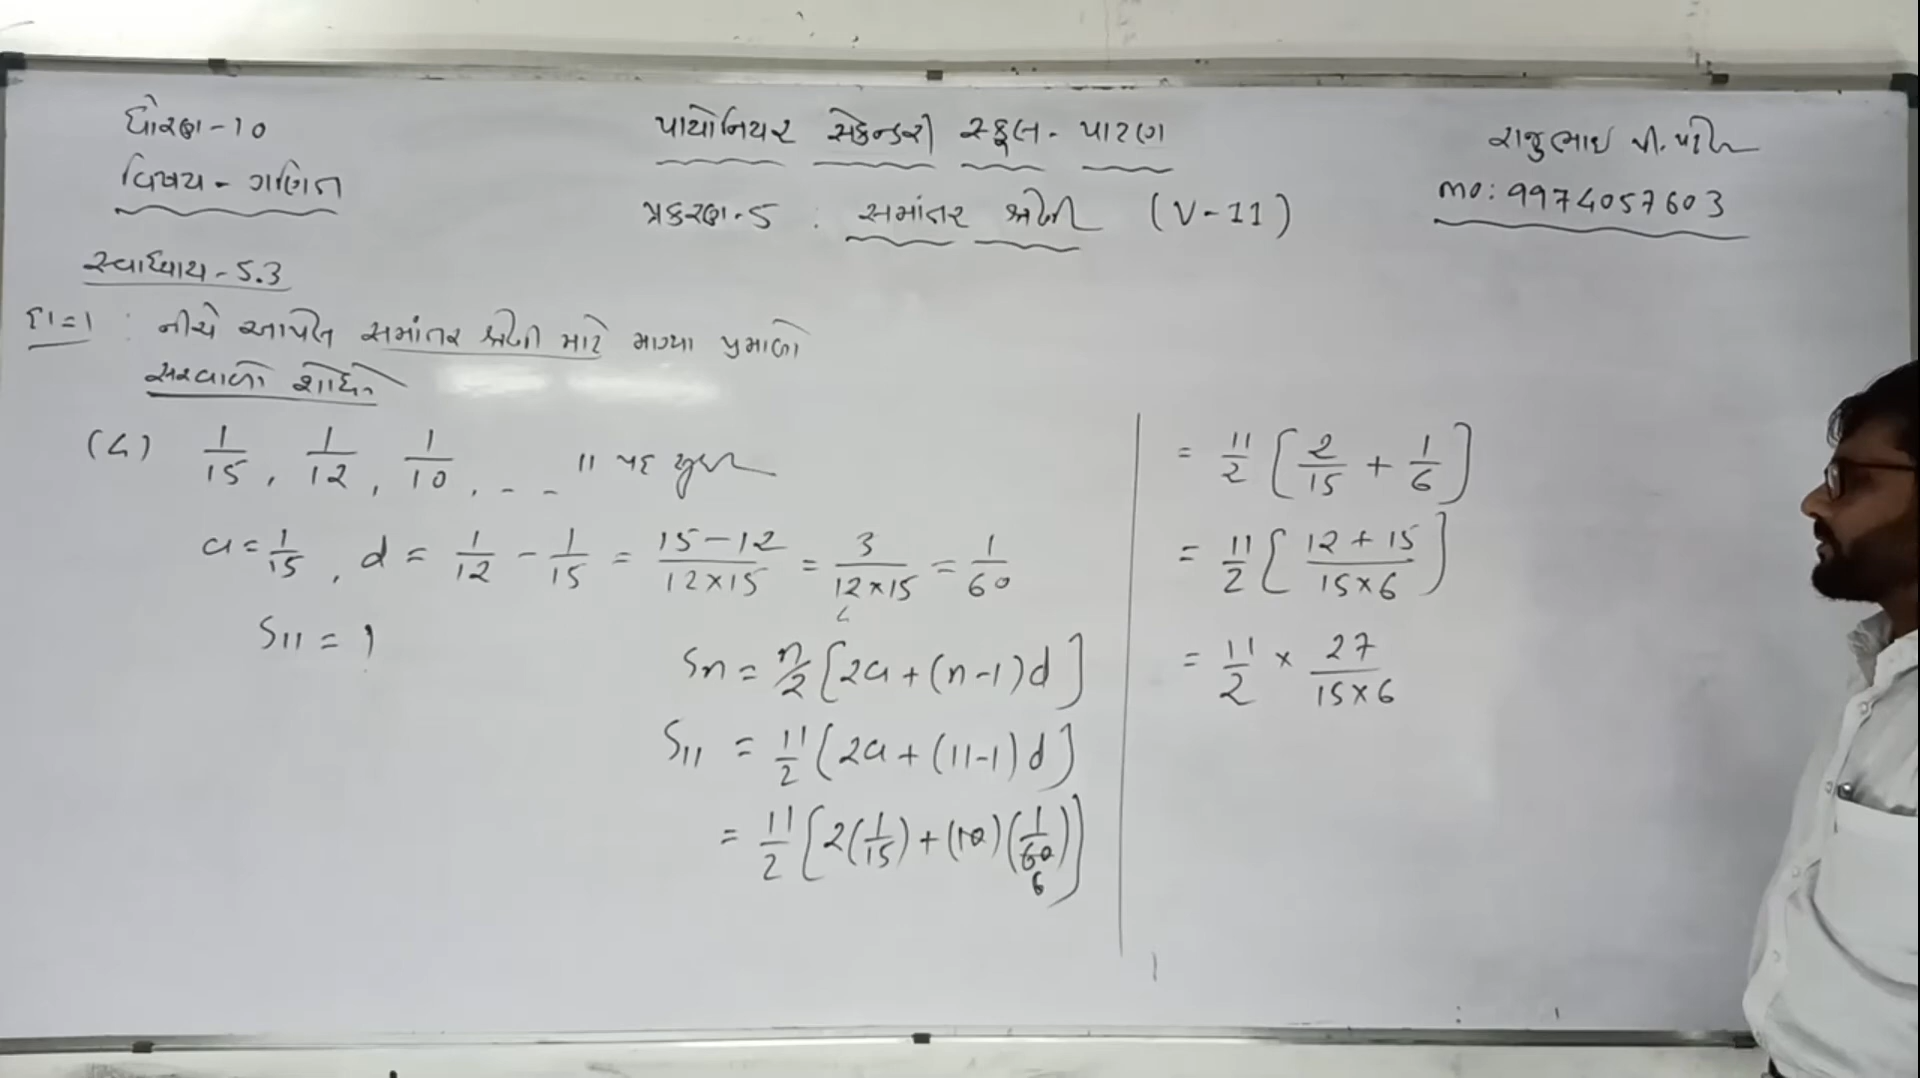 ધોરણ-10
વિષય - ગણિત
પાયોનિયર સેકન્ડરી સ્કૂલ - પાટણ
પ્રકરણ-5 : સમાંતર શ્રેણી (V-11)
રાજુભાઈ પી.
mo: 9974057603
સ્વાધ્યાય-5.3
દા=1 : નીચે આપેલ સમાંતર શ્રેણી માટે માગ્યા પ્રમાણે
સરવાળો શોધો
(4) 1/15, 1/12, 1/10, - - 11 પદ સુધી
a = 1/15, d = 1/12 - 1/15 = 15-12/12×15 = 3/12×15 = 1/60
S11 = ?
Sn = n/2 [2a + (n-1)d]
S11 = 11/2 [2a + (11-1)d]
= 11/2 [2(1/15) + (10)(1/60)]
6
= 11/2 [2/15 + 1/6]
= 11/2 [12+15/15×6]
= 11/2 × 27/15×6